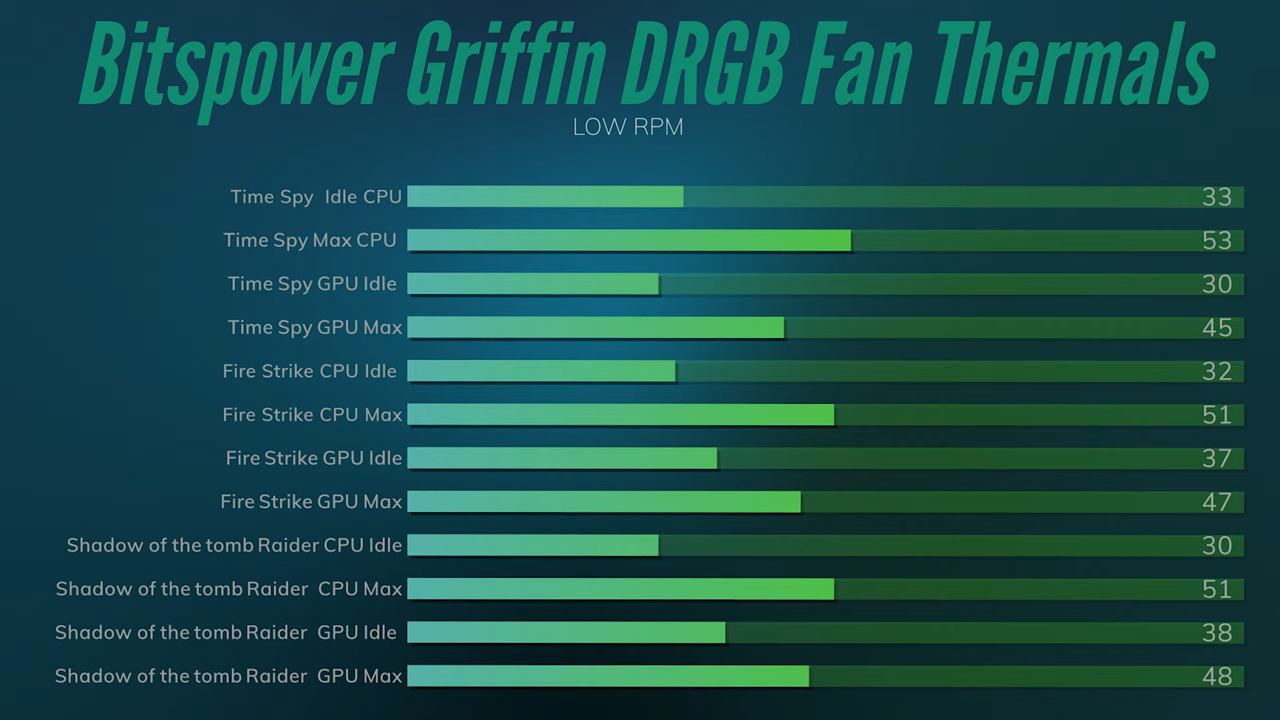 Bitspower Griffin DRGB Fan Thermals
LOW RPM
Time Spy Idle CPU 33
Time Spy Max CPU 53
Time Spy GPU Idle 30
Time Spy GPU Max 45
Fire Strike CPU Idle 32
Fire Strike CPU Max 51
Fire Strike GPU Idle 37
Fire Strike GPU Max 47
Shadow of the tomb Raider CPU Idle 30
Shadow of the tomb Raider CPU Max 51
Shadow of the tomb Raider GPU Idle 38
Shadow of the tomb Raider GPU Max 48